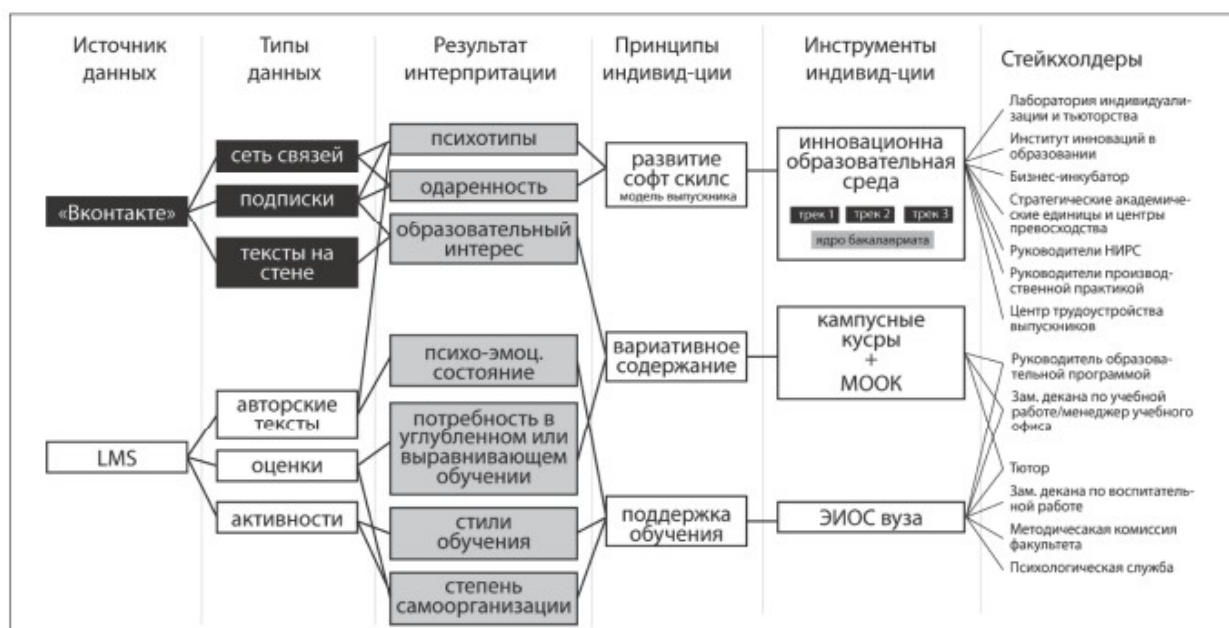 Источник
данных
Типы
данных
Результат
интерпритации
Принципы
индивид-ции
Инструменты
индивид-ции
Стейкхолдеры
«Вконтакте»
LMS
сеть связей
подписки
тексты на
стене
авторские
тексты
оценки
активности
психотипы
одаренность
образовательный
интерес
психо-эмоц.
состояние
потребность в
углубленном или
выравнивающем
обучении
стили
обучения
степень
самоорганизации
развитие
софт скилс
модель выпускника
вариативное
содержание
поддержка
обучения
инновационна
образовательная
среда
трек 1 трек 2 трек 3
ядро бакалавриата
кампусные
кусры
+
МООК
ЭИОС вуза
Лаборатория индивидуали-
зации и тьюторства
Институт инноваций в
образовании
Бизнес-инкубатор
Стратегические академиче-
ские единицы и центры
превосходства
Руководители НИРС
Руководители производ-
ственной практикой
Центр трудоустройства
выпускников
Руководитель образова-
тельной программой
Зам. декана по учебной
работе/менеджер учебного
офиса
Тютор
Зам. декана по воспитатель-
ной работе
Методичесакая комиссия
факультета
Психологическая служба